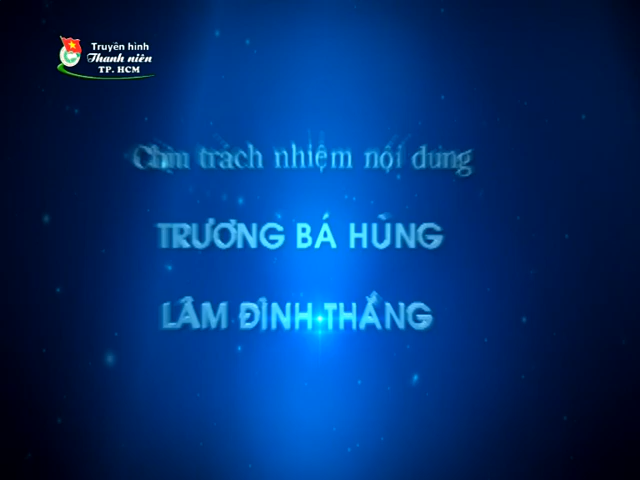 Truyền hình
Thanh niên
TP. HCM
Chịu trách nhiệm nội dung
TRƯƠNG BÁ HÙNG
LÂM ĐÌNH THẮNG